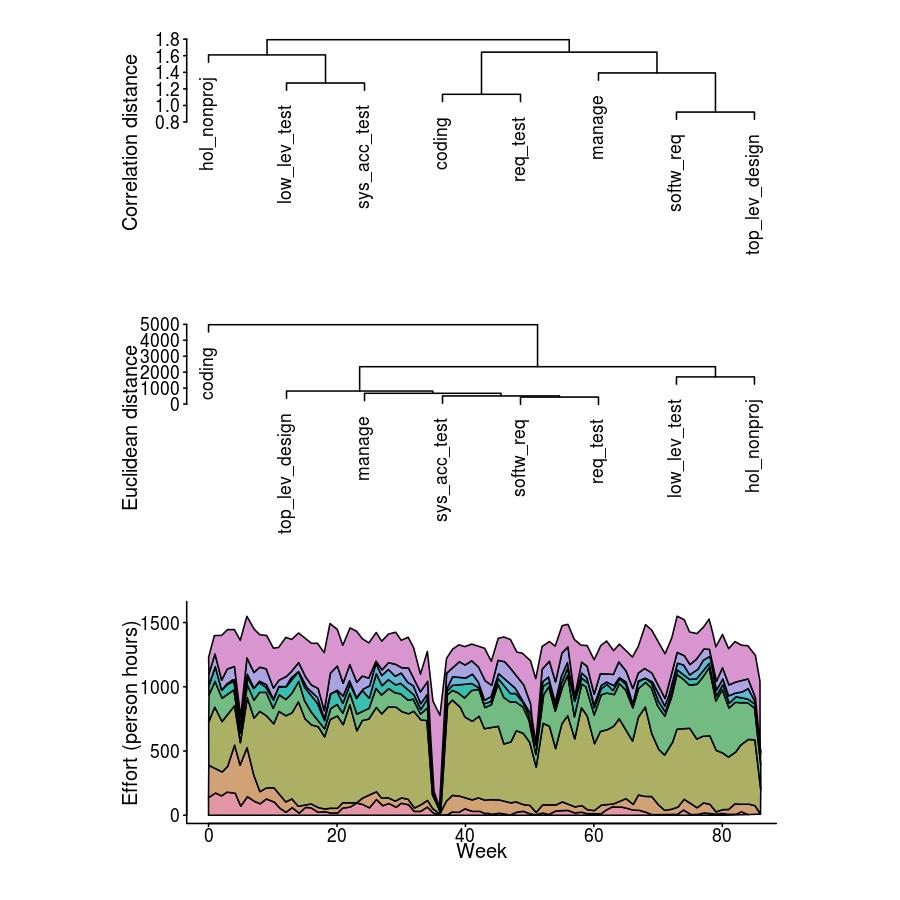 Correlation distance
1.8
1.6
1.4
1.2
1.0
0.8
hol_nonproj
low_lev_test
sys_acc_test
coding
req_test
manage
softw_req
top_lev_design
Euclidean distance
5000
4000
3000
2000
1000
0
coding
top_lev_design
manage
sys_acc_test
softw_req
req_test
low_lev_test
hol_nonproj
Effort (person hours)
1500
1000
500
0
0 20 40 60 80
Week